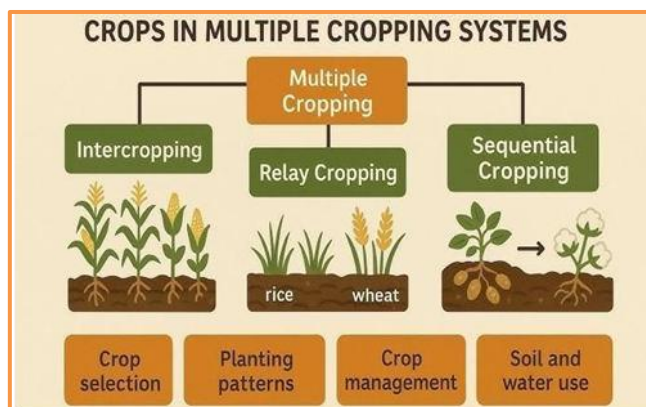 CROPS IN MULTIPLE CROPPING SYSTEMS
Multiple
Cropping
Intercropping
Relay Cropping
Sequential
Cropping
rice wheat
Crop
selection
Planting
patterns
Crop
management
Soil and
water use